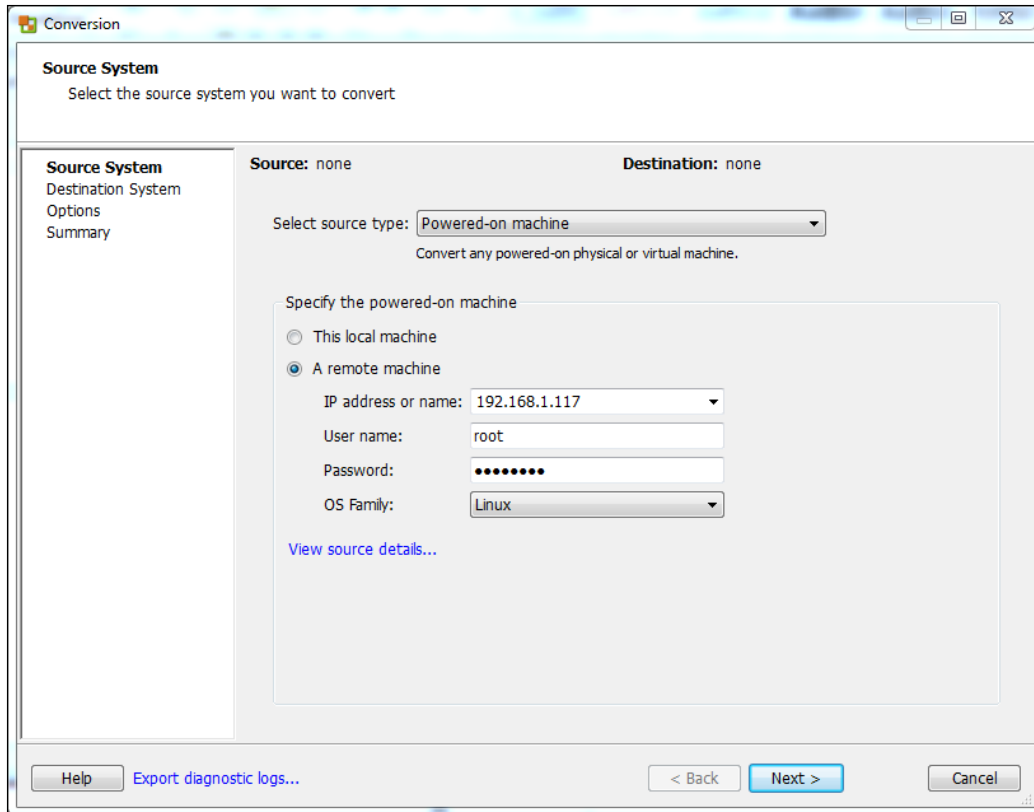 Conversion
Source System
Select the source system you want to convert
Source System
Destination System
Options
Summary
Source: none Destination: none
Select source type: Powered-on machine
Convert any powered-on physical or virtual machine.
Specify the powered-on machine
This local machine
A remote machine
IP address or name: 192.168.1.117
User name: root
Password: ●●●●●●●●
OS Family: Linux
View source details...
Help Export diagnostic logs... < Back Next > Cancel